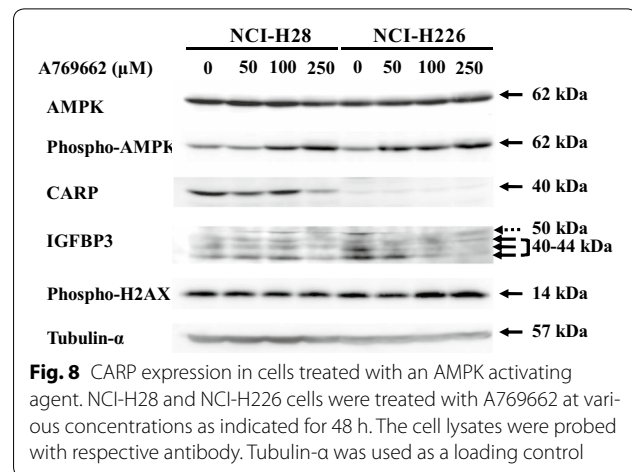 NCI-H28 NCI-H226
A769662 (μM) 0 50 100 250 0 50 100 250
AMPK 62 kDa
Phospho-AMPK 62 kDa
CARP 40 kDa
50 kDa
IGFBP3 40-44 kDa
Phospho-H2AX 14 kDa
Tubulin-α 57 kDa
Fig. 8 CARP expression in cells treated with an AMPK activating
agent. NCI-H28 and NCI-H226 cells were treated with A769662 at vari-
ous concentrations as indicated for 48 h. The cell lysates were probed
with respective antibody. Tubulin-α was used as a loading control